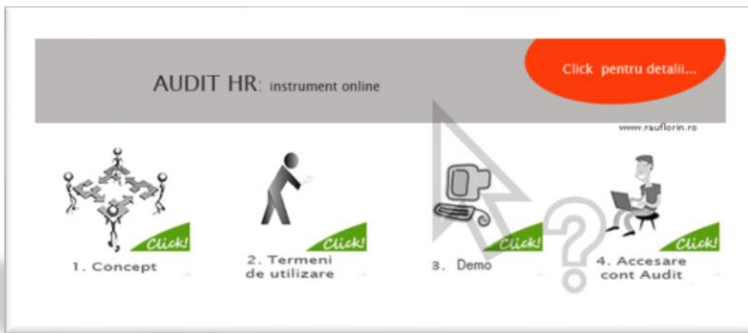 AUDIT HR: instrument online
Click pentru detalii...
www.rauflorin.ro
Click!
Click!
Click!
Click!
1. Concept
2. Termeni
de utilizare
3. Demo
4. Accesare
cont Audit
?